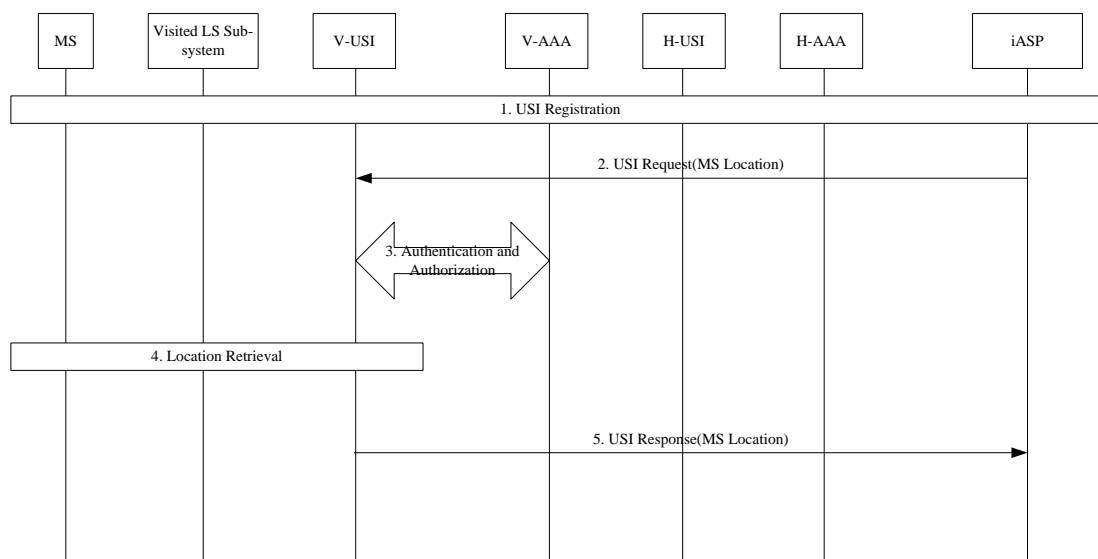 MS
Visited LS Sub-
system
V-USI
V-AAA
H-USI
H-AAA
iASP
1. USI Registration
2. USI Request(MS Location)
3. Authentication and
Authorization
4. Location Retrieval
5. USI Response(MS Location)